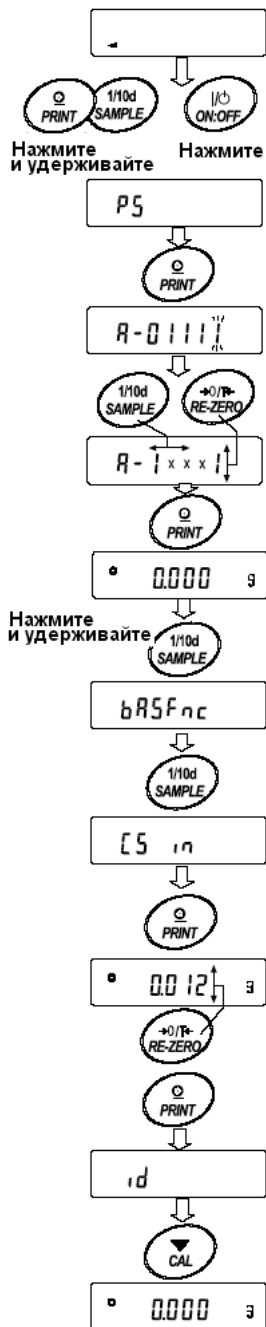 PRINT
1/10d
SAMPLE
ON:OFF
Нажмите
и удерживайте
Нажмите
PS
PRINT
A-01111
1/10d
SAMPLE
→0/T←
RE-ZERO
A-1xxx1
PRINT
0.000 g
Нажмите
и удерживайте
1/10d
SAMPLE
bASFnc
1/10d
SAMPLE
CS in
PRINT
0.012 g
→0/T←
RE-ZERO
PRINT
id
CAL
0.000 g